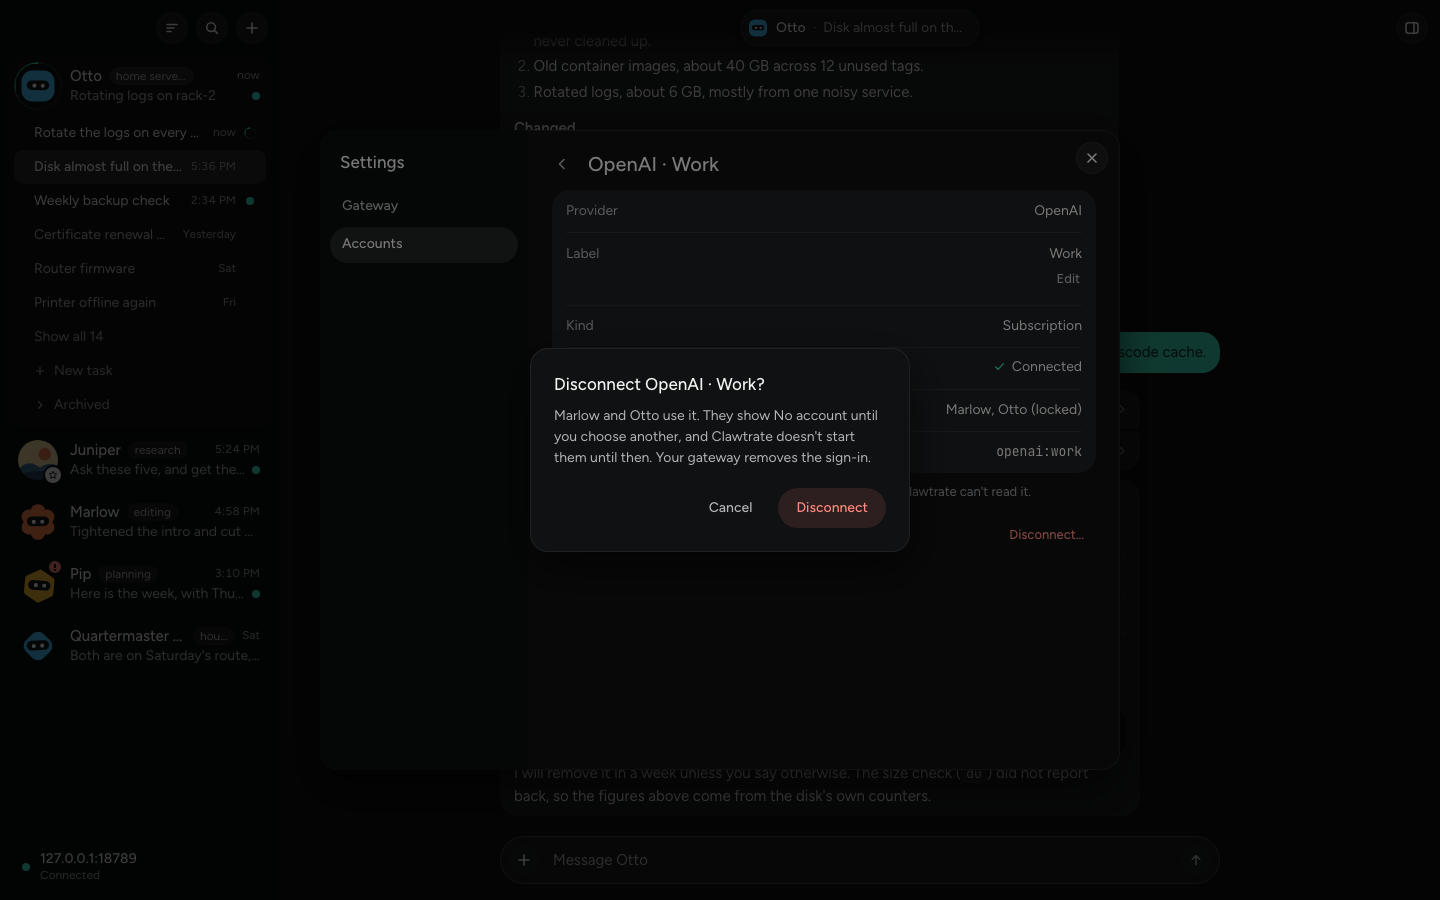 Otto · Disk almost full on th...
Otto home serve... now
Rotating logs on rack-2
Rotate the logs on every ... now
Disk almost full on the... 5:36 PM
Weekly backup check 2:34 PM
Certificate renewal ... Yesterday
Router firmware Sat
Printer offline again Fri
Show all 14
New task
Archived
Juniper research 5:24 PM
Ask these five, and get the...
Marlow editing 4:58 PM
Tightened the intro and cut ...
Pip planning 3:10 PM
Here is the week, with Thu...
Quartermaster ... hou... Sat
Both are on Saturday's route,...
127.0.0.1:18789
Connected
never cleaned up.
2. Old container images, about 40 GB across 12 unused tags.
3. Rotated logs, about 6 GB, mostly from one noisy service.
Changed
Settings
Gateway
Accounts
OpenAI · Work
Provider OpenAI
Label Work
Edit
Kind Subscription
Connected
Marlow, Otto (locked)
openai:work
lawtrate can't read it.
Disconnect...
Disconnect OpenAI · Work?
Marlow and Otto use it. They show No account until
you choose another, and Clawtrate doesn't start
them until then. Your gateway removes the sign-in.
Cancel Disconnect
scode cache.
I will remove it in a week unless you say otherwise. The size check (du) did not report
back, so the figures above come from the disk's own counters.
Message Otto